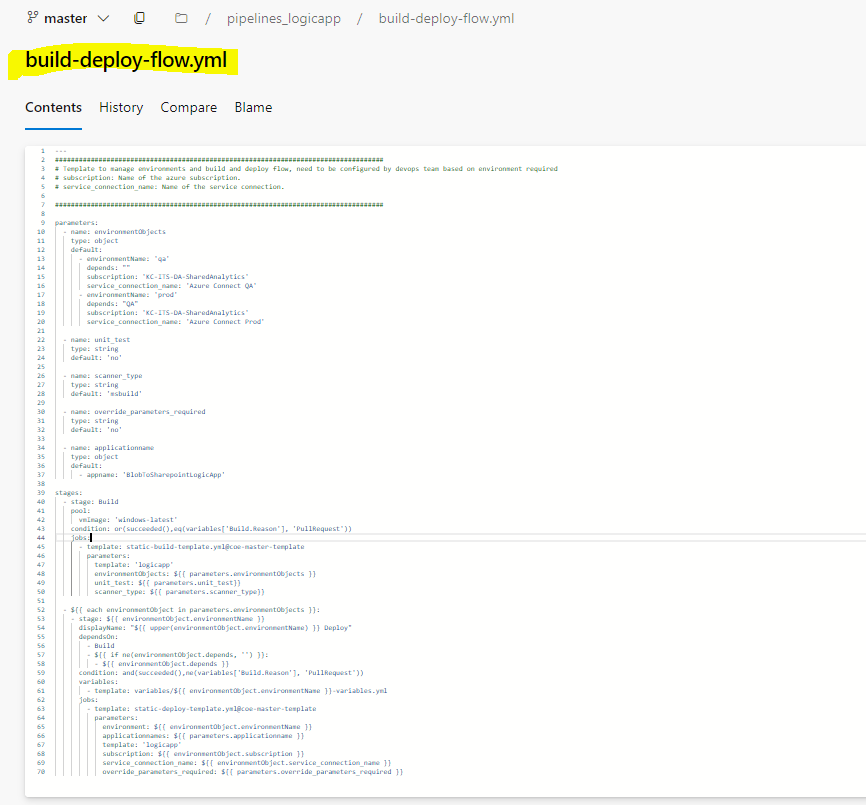 master
/ pipelines_logicapp / build-deploy-flow.yml
build-deploy-flow.yml
Contents History Compare Blame
1 ---
2 ####################################################################################
3 # Template to manage environments and build and deploy flow, need to be configured by devops team based on environment required
4 # subscription: Name of the azure subscription.
5 # service_connection_name: Name of the service connection.
6
7 ####################################################################################
8
9 parameters:
10 - name: environmentObjects
11 type: object
12 default:
13 - environmentName: 'qa'
14 depends: ""
15 subscription: 'KC-ITS-DA-SharedAnalytics'
16 service_connection_name: 'Azure Connect QA'
17 - environmentName: 'prod'
18 depends: "QA"
19 subscription: 'KC-ITS-DA-SharedAnalytics'
20 service_connection_name: 'Azure Connect Prod'
21
22 - name: unit_test
23 type: string
24 default: 'no'
25
26 - name: scanner_type
27 type: string
28 default: 'msbuild'
29
30 - name: override_parameters_required
31 type: string
32 default: 'no'
33
34 - name: applicationname
35 type: object
36 default:
37 - appname: 'BlobToSharepointLogicApp'
38
39 stages:
40 - stage: Build
41 pool:
42 vmimage: 'windows-latest'
43 condition: or(succeeded(),eq(variables['Build.Reason'], 'PullRequest'))
44 jobs:
45 - template: static-build-template.yml@coe-master-template
46 parameters:
47 template: 'logicapp'
48 environmentObjects: ${{ parameters.environmentObjects }}
49 unit_test: ${{ parameters.unit_test}}
50 scanner_type: ${{ parameters.scanner_type}}
51
52 - ${{ each environmentObject in parameters.environmentObjects }}:
53 - stage: ${{ environmentObject.environmentName }}
54 displayName: "${{ upper(environmentObject.environmentName) }} Deploy"
55 dependsOn:
56 - Build
57 - ${{ if ne(environmentObject.depends, '') }}:
58 - ${{ environmentObject.depends }}
59 condition: and(succeeded(),ne(variables['Build.Reason'], 'PullRequest'))
60 variables:
61 - template: variables/${{ environmentObject.environmentName }}-variables.yml
62 jobs:
63 - template: static-deploy-template.yml@coe-master-template
64 parameters:
65 environment: ${{ environmentObject.environmentName }}
66 applicationnames: ${{ parameters.applicationname }}
67 template: 'logicapp'
68 subscription: ${{ environmentObject.subscription }}
69 service_connection_name: ${{ environmentObject.service_connection_name }}
70 override_parameters_required: ${{ parameters.override_parameters_required }}